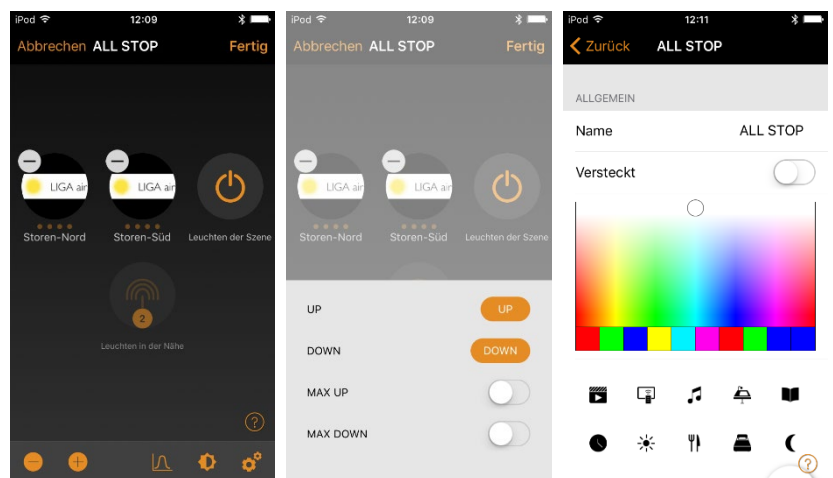 iPod 12:09
Abbrechen ALL STOP Fertig
LIGA air LIGA air
Storen-Nord Storen-Süd Leuchten der Szene
2
Leuchten in der Nähe
?
iPod 12:09
Abbrechen ALL STOP Fertig
LIGA air LIGA air
Storen-Nord Storen-Süd Leuchten der Szene
UP UP
DOWN DOWN
MAX UP
MAX DOWN
iPod 12:11
Zurück ALL STOP
ALLGEMEIN
Name ALL STOP
Versteckt
?